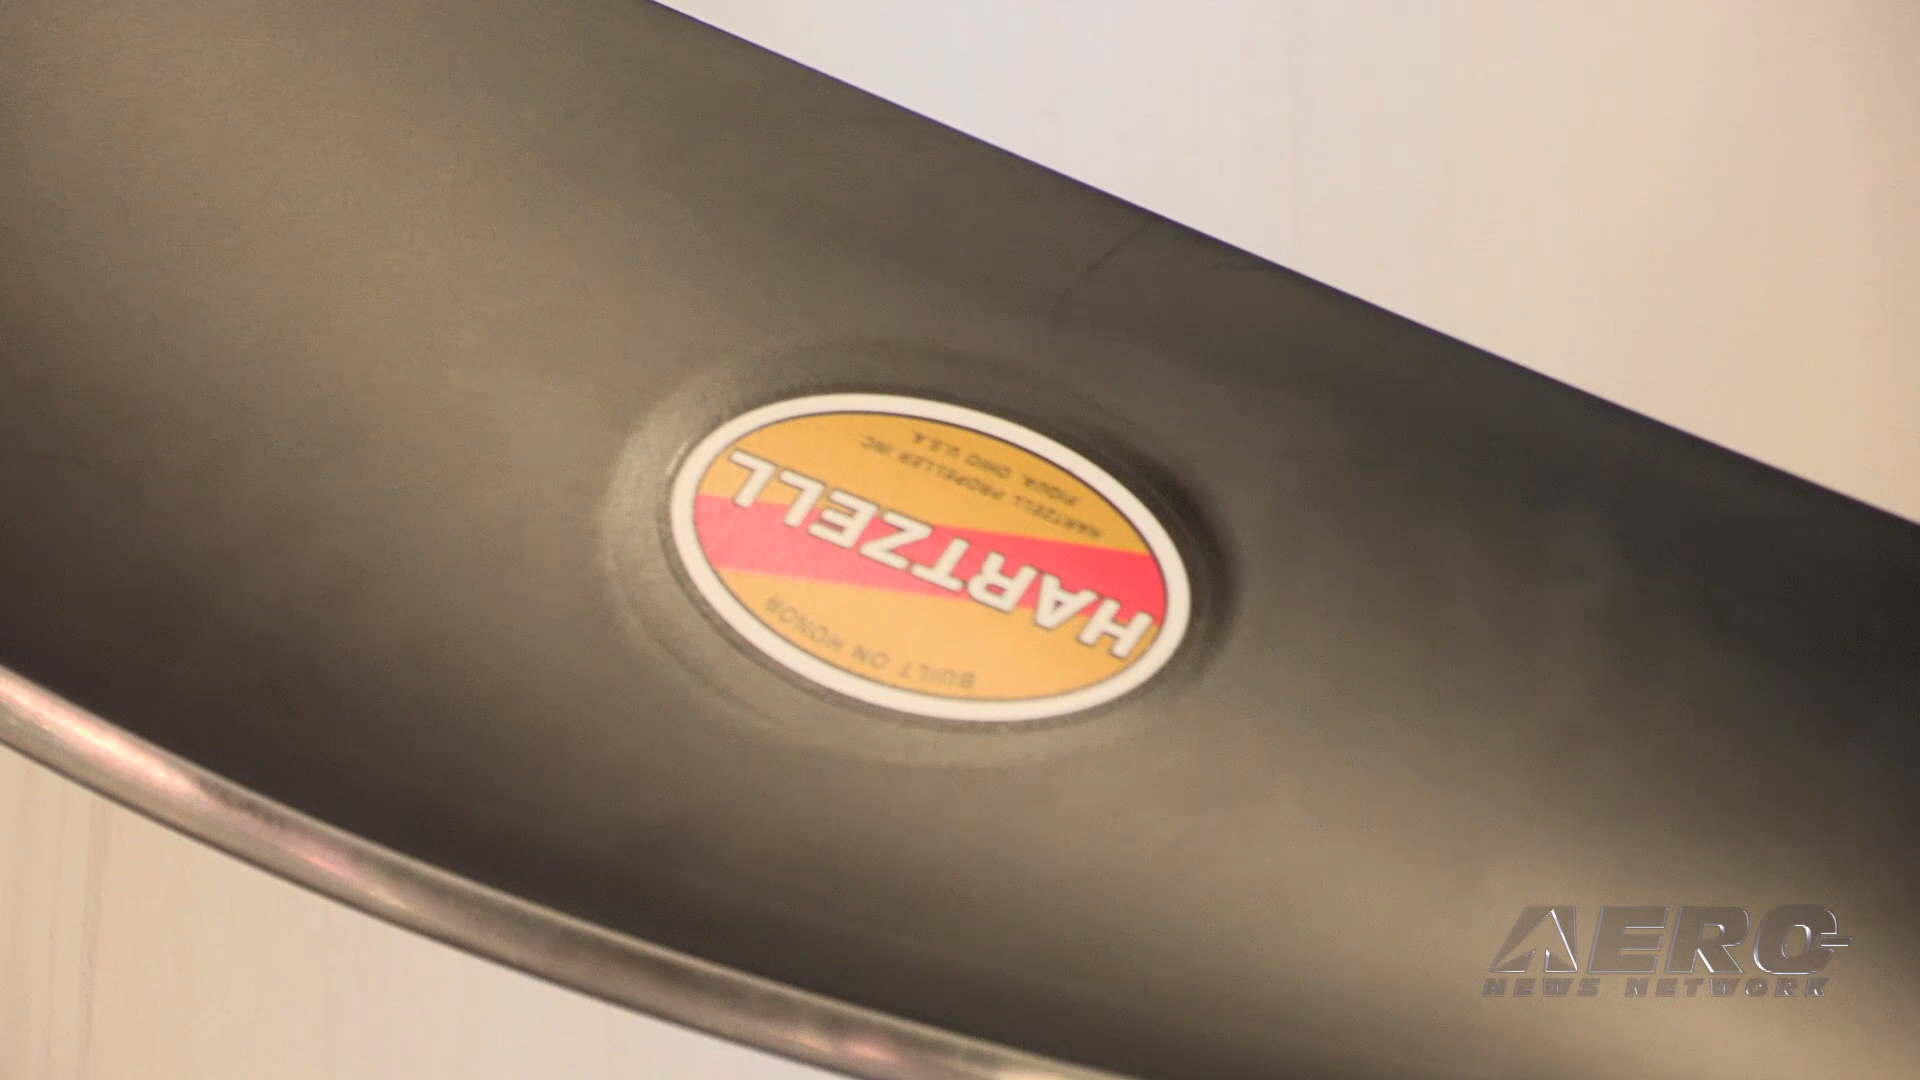 BUILT ON HONOR
HARTZELL
HARTZELL PROPELLER INC
PIQUA, OHIO U.S.A.
AERO
NEWS NETWORK